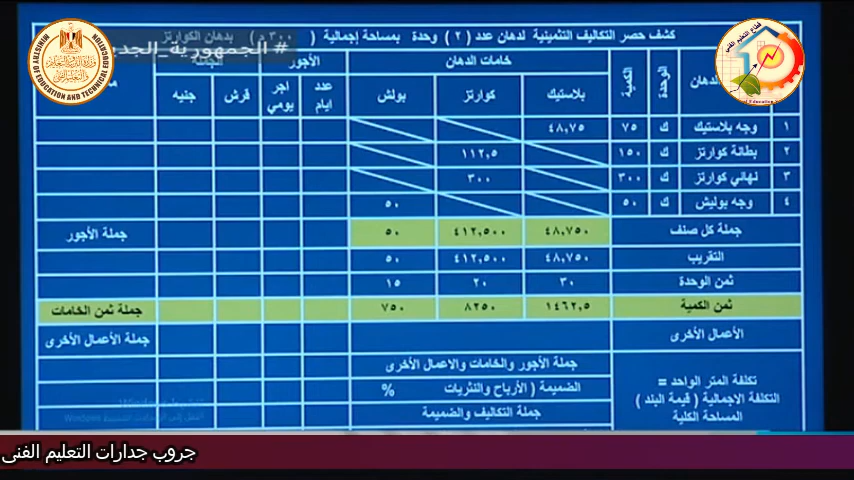 كشف حصر التكاليف التثمينية لدهان عدد ( ٢ ) وحدة بمساحة إجمالية ( ٣٠٠ م ) بدهان الكوارتز
# الجمهورية_الجديدة
الدهان الوحدة الكمية خامات الدهان الأجور الجملة
بلاستيك كوارتز بولش عدد ايام اجر يومي قرش جنيه
١ وجه بلاستيك ك ٧٥ ٤٨,٧٥
٢ بطانة كوارتز ك ١٥٠ ١١٢,٥
٣ نهائي كوارتز ك ٣٠٠ ٣٠٠
٤ وجه بوليش ك ٥٠ ٥٠
جملة كل صنف ٤٨,٧٥٠ ٤١٢,٥٠٠ ٥٠ جملة الأجور
التقريب ٤٨,٧٥٠ ٤١٢,٥٠٠ ٥٠
ثمن الوحدة ٣٠ ٢٠ ١٥
ثمن الكمية ١٤٦٢,٥ ٨٢٥٠ ٧٥٠ جملة ثمن الخامات
الأعمال الأخرى جملة الأعمال الأخرى
جملة الأجور والخامات والاعمال الأخرى
الضميمة ( الأرباح والنثريات %
جملة التكاليف والضميمة
تكلفة المتر الواحد =
التكلفة الاجمالية ( قيمة البلد )
المساحة الكلية
جروب جدارات التعليم الفنى